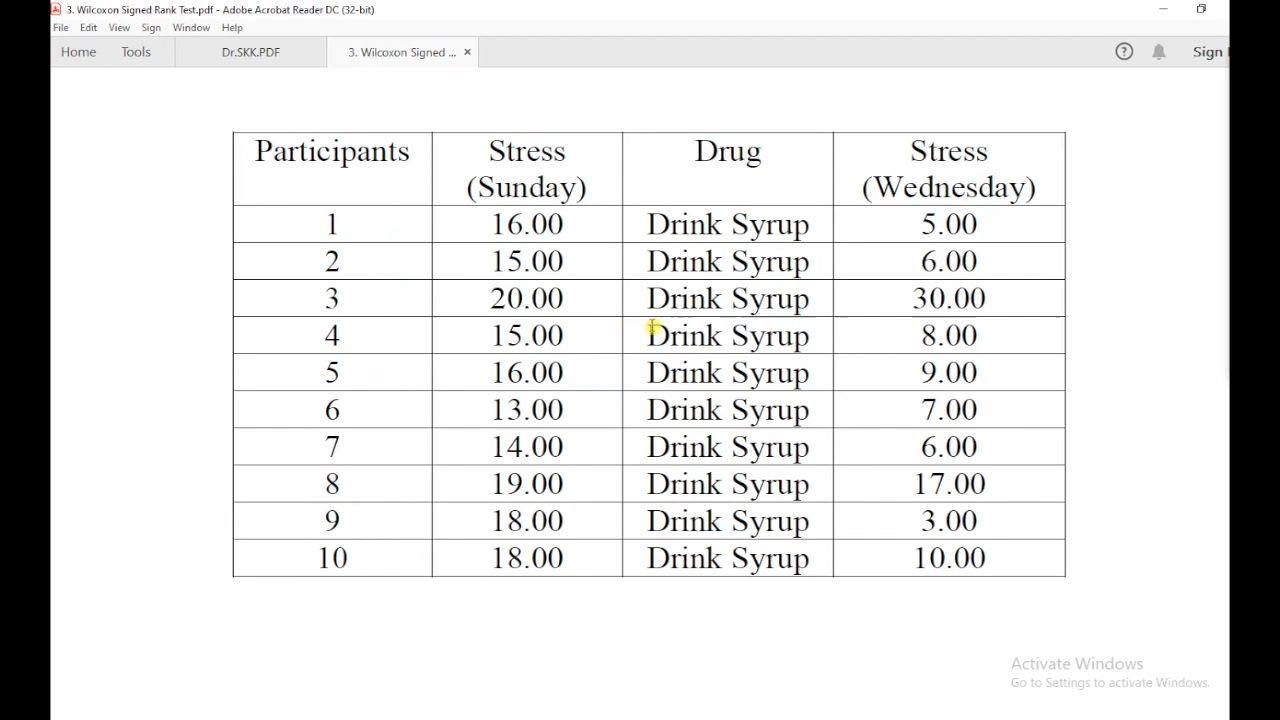 3. Wilcoxon Signed Rank Test.pdf - Adobe Acrobat Reader DC (32-bit)
File Edit View Sign Window Help
Home Tools Dr.SKK.PDF 3. Wilcoxon Signed ... ×  ? Sign
Participants Stress (Sunday) Drug Stress (Wednesday)
1 16.00 Drink Syrup 5.00
2 15.00 Drink Syrup 6.00
3 20.00 Drink Syrup 30.00
4 15.00 Drink Syrup 8.00
5 16.00 Drink Syrup 9.00
6 13.00 Drink Syrup 7.00
7 14.00 Drink Syrup 6.00
8 19.00 Drink Syrup 17.00
9 18.00 Drink Syrup 3.00
10 18.00 Drink Syrup 10.00
Activate Windows
Go to Settings to activate Windows.